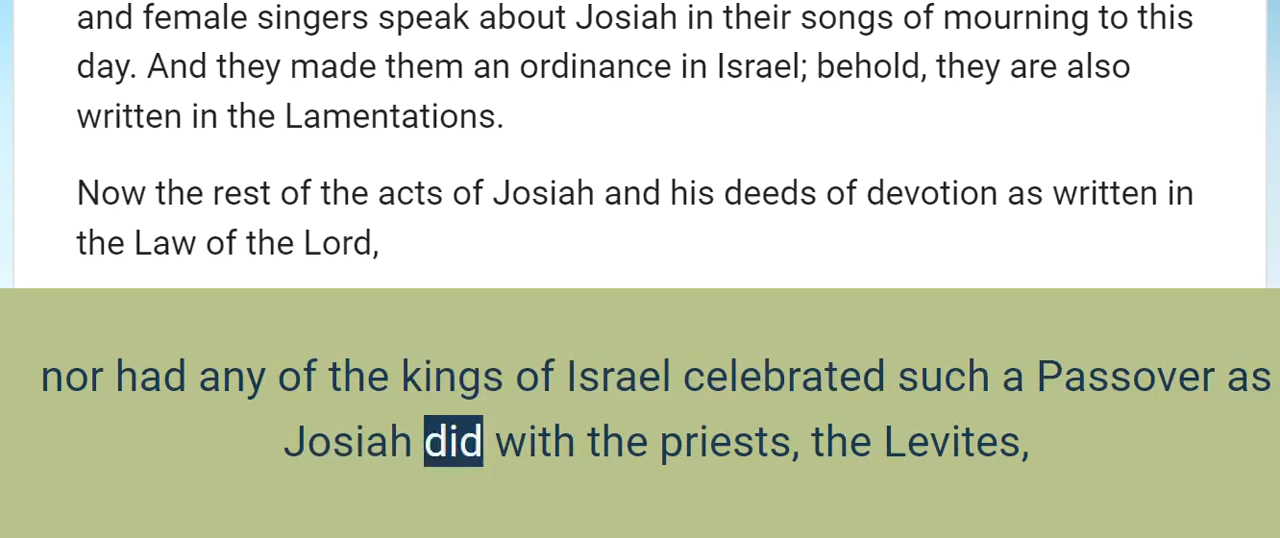 and female singers speak about Josiah in their songs of mourning to this
day. And they made them an ordinance in Israel; behold, they are also
written in the Lamentations.
Now the rest of the acts of Josiah and his deeds of devotion as written in
the Law of the Lord,
nor had any of the kings of Israel celebrated such a Passover as
Josiah did with the priests, the Levites,